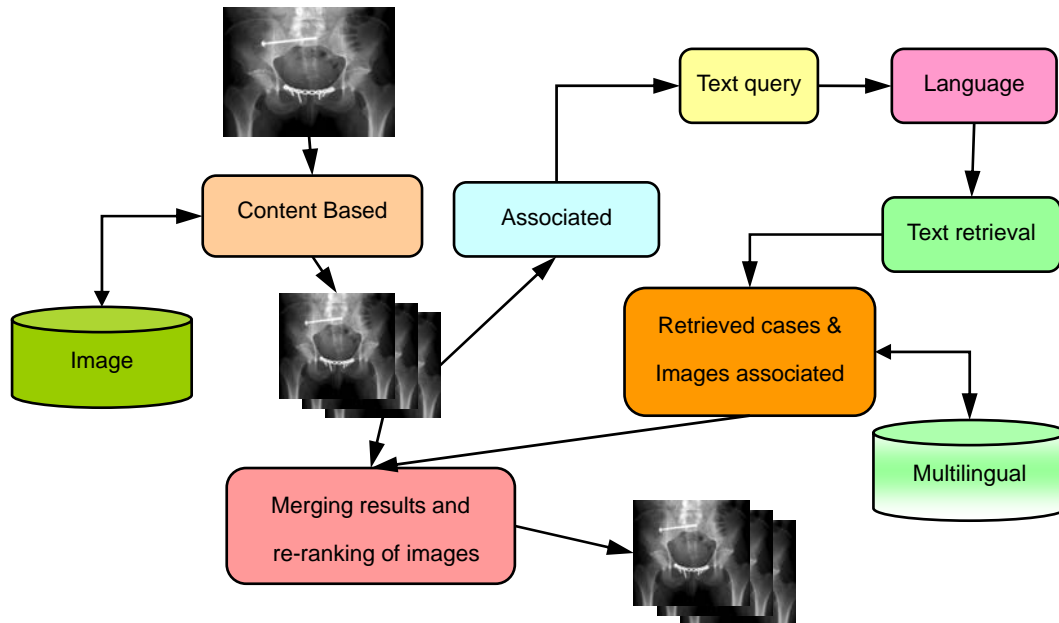 Text query
Language
Content Based
Associated
Text retrieval
Image
Retrieved cases &
Images associated
Multilingual
Merging results and
re-ranking of images